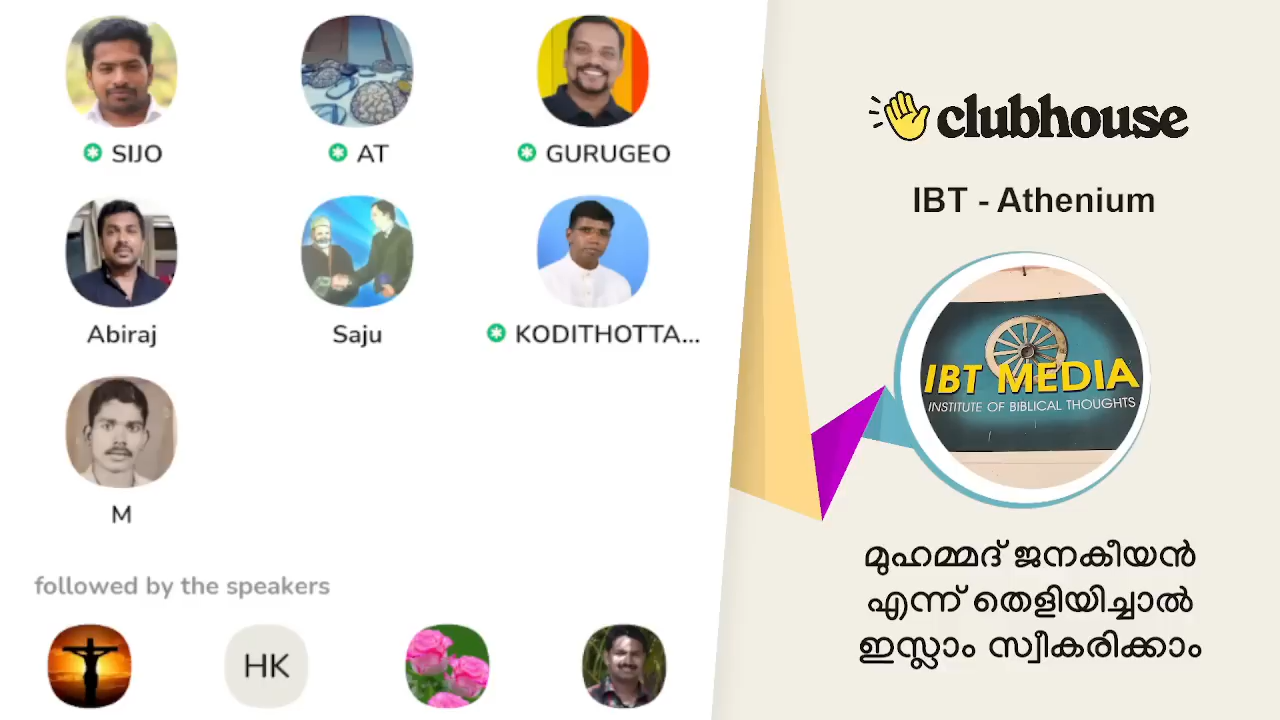 SIJO
AT
GURUGEO
Abiraj
Saju
KODITHOTTA...
M
followed by the speakers
HK
clubhouse
IBT - Athenium
IBT MEDIA
INSTITUTE OF BIBLICAL THOUGHTS
മുഹമ്മദ് ജനകീയൻ
എന്ന് തെളിയിച്ചാൽ
ഇസ്ലാം സ്വീകരിക്കാം